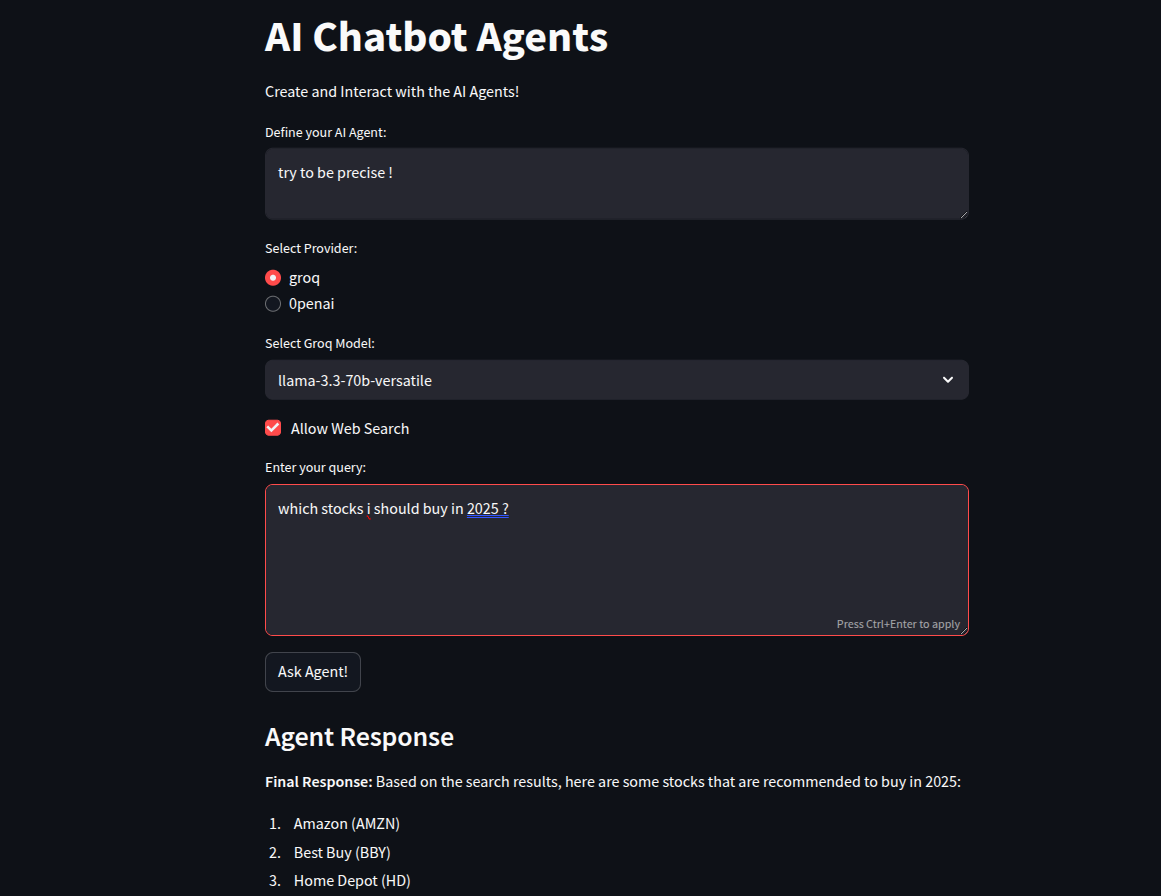 AI Chatbot Agents
Create and Interact with the AI Agents!
Define your AI Agent:
try to be precise !
Select Provider:
groq
0penai
Select Groq Model:
llama-3.3-70b-versatile
Allow Web Search
Enter your query:
which stocks i should buy in 2025 ?
Press Ctrl+Enter to apply
Ask Agent!
Agent Response
Final Response: Based on the search results, here are some stocks that are recommended to buy in 2025:
1. Amazon (AMZN)
2. Best Buy (BBY)
3. Home Depot (HD)